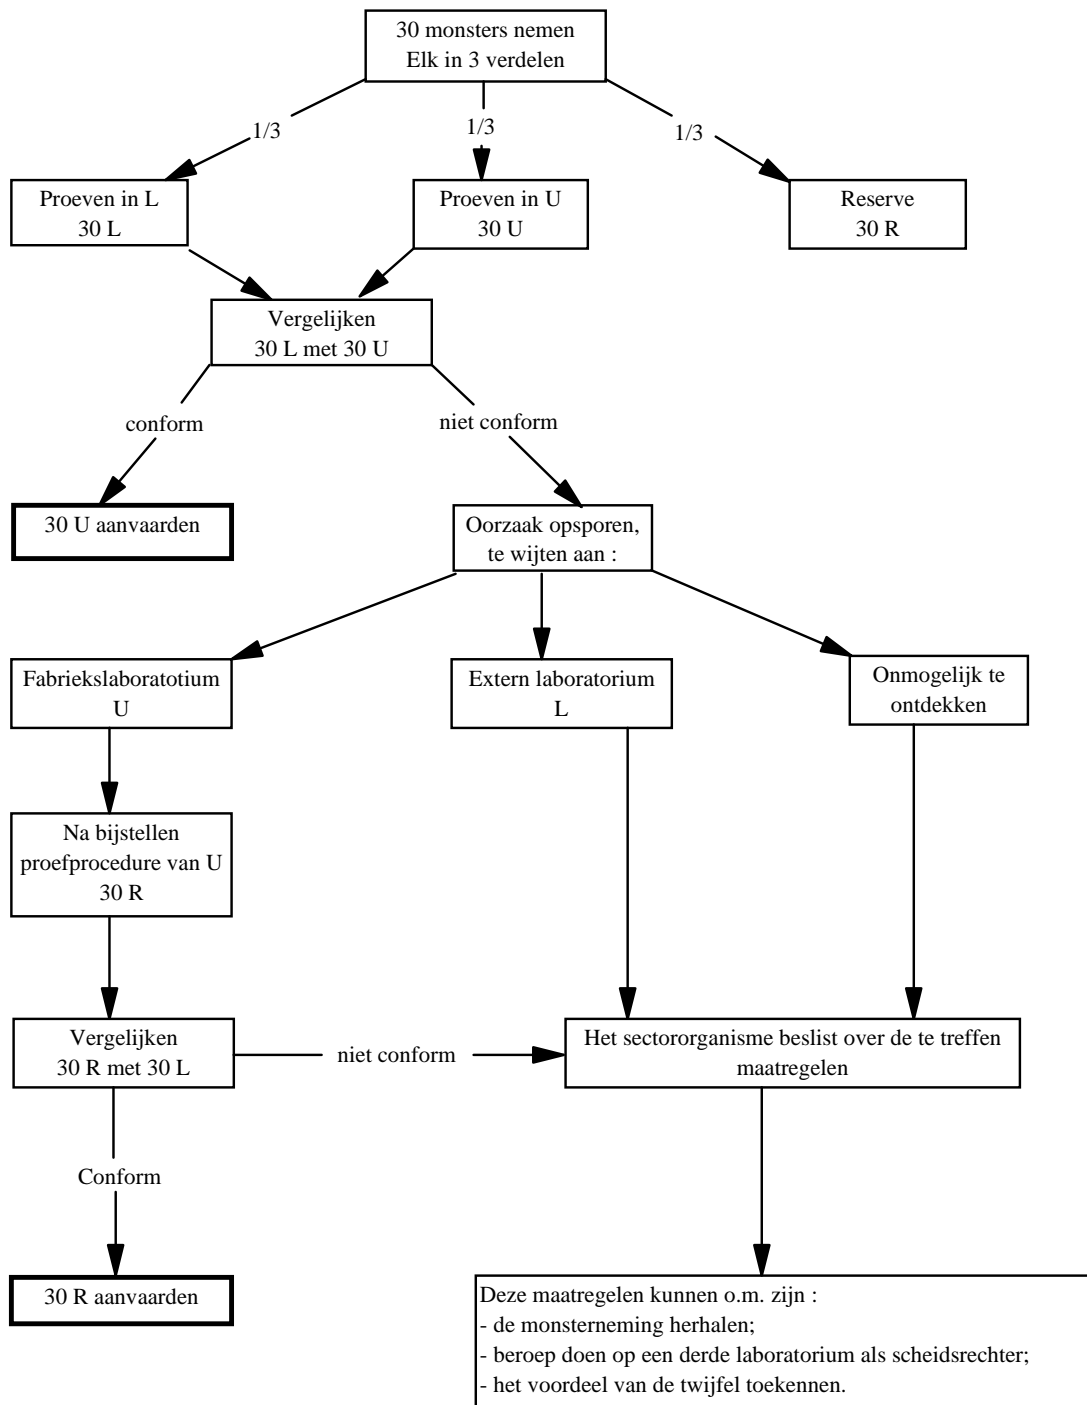 30 monsters nemen
Elk in 3 verdelen
1/3
1/3
1/3
Proeven in L
30 L
Proeven in U
30 U
Reserve
30 R
Vergelijken
30 L met 30 U
conform
niet conform
30 U aanvaarden
Oorzaak opsporen,
te wijten aan :
Fabriekslaboratotium
U
Extern laboratorium
L
Onmogelijk te
ontdekken
Na bijstellen
proefprocedure van U
30 R
Vergelijken
30 R met 30 L
niet conform
Het sectororganisme beslist over de te treffen
maatregelen
Conform
30 R aanvaarden
Deze maatregelen kunnen o.m. zijn :
- de monsterneming herhalen;
- beroep doen op een derde laboratorium als scheidsrechter;
- het voordeel van de twijfel toekennen.